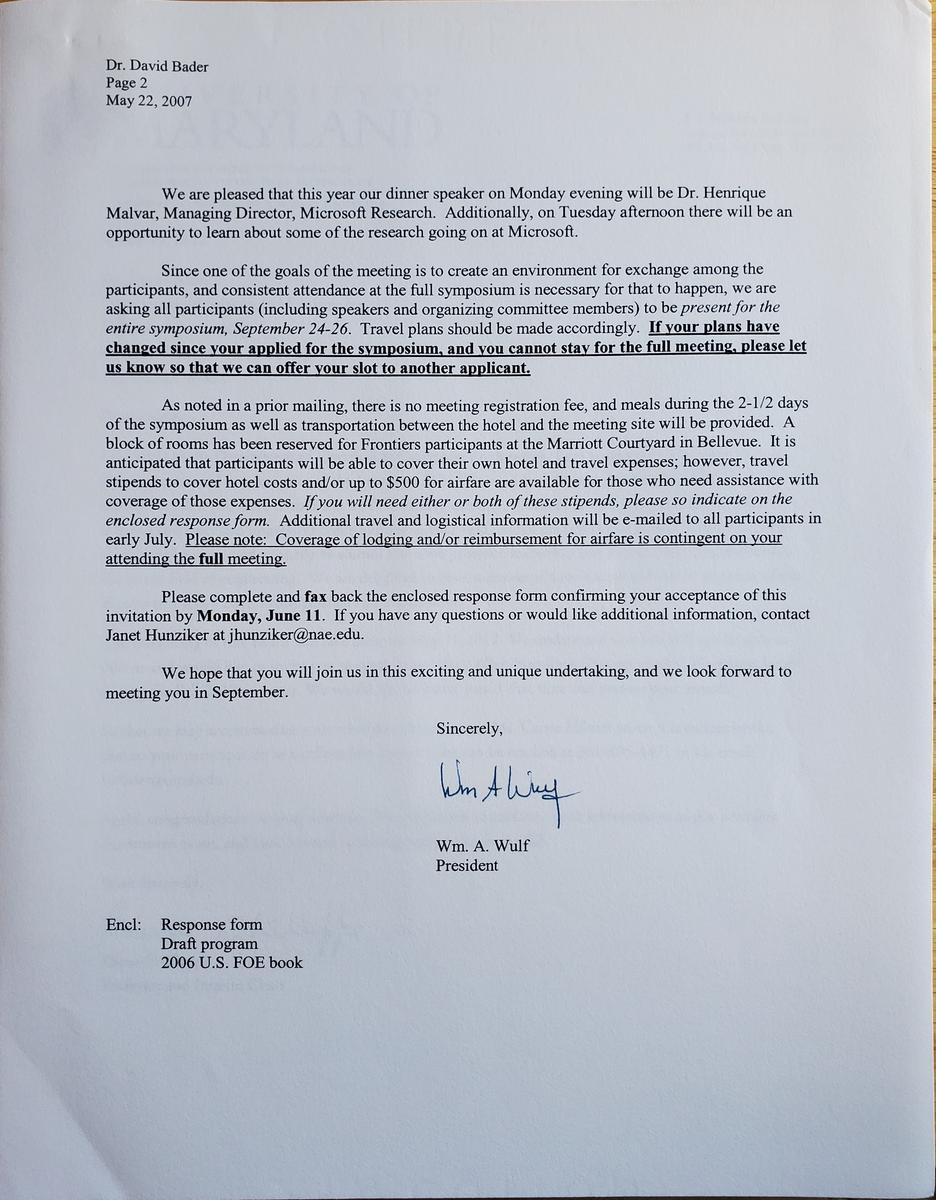 Dr. David Bader
Page 2
May 22, 2007
We are pleased that this year our dinner speaker on Monday evening will be Dr. Henrique
Malvar, Managing Director, Microsoft Research. Additionally, on Tuesday afternoon there will be an
opportunity to learn about some of the research going on at Microsoft.
Since one of the goals of the meeting is to create an environment for exchange among the
participants, and consistent attendance at the full symposium is necessary for that to happen, we are
asking all participants (including speakers and organizing committee members) to be present for the
entire symposium, September 24-26. Travel plans should be made accordingly. If your plans have
changed since your applied for the symposium, and you cannot stay for the full meeting, please let
us know so that we can offer your slot to another applicant.
As noted in a prior mailing, there is no meeting registration fee, and meals during the 2-1/2 days
of the symposium as well as transportation between the hotel and the meeting site will be provided. A
block of rooms has been reserved for Frontiers participants at the Marriott Courtyard in Bellevue. It is
anticipated that participants will be able to cover their own hotel and travel expenses; however, travel
stipends to cover hotel costs and/or up to $500 for airfare are available for those who need assistance with
coverage of those expenses. If you will need either or both of these stipends, please so indicate on the
enclosed response form. Additional travel and logistical information will be e-mailed to all participants in
early July. Please note: Coverage of lodging and/or reimbursement for airfare is contingent on your
attending the full meeting.
Please complete and fax back the enclosed response form confirming your acceptance of this
invitation by Monday, June 11. If you have any questions or would like additional information, contact
Janet Hunziker at jhunziker@nae.edu.
We hope that you will join us in this exciting and unique undertaking, and we look forward to
meeting you in September.
Sincerely,
Wm A Wulf
Wm. A. Wulf
President
Encl: Response form
Draft program
2006 U.S. FOE book